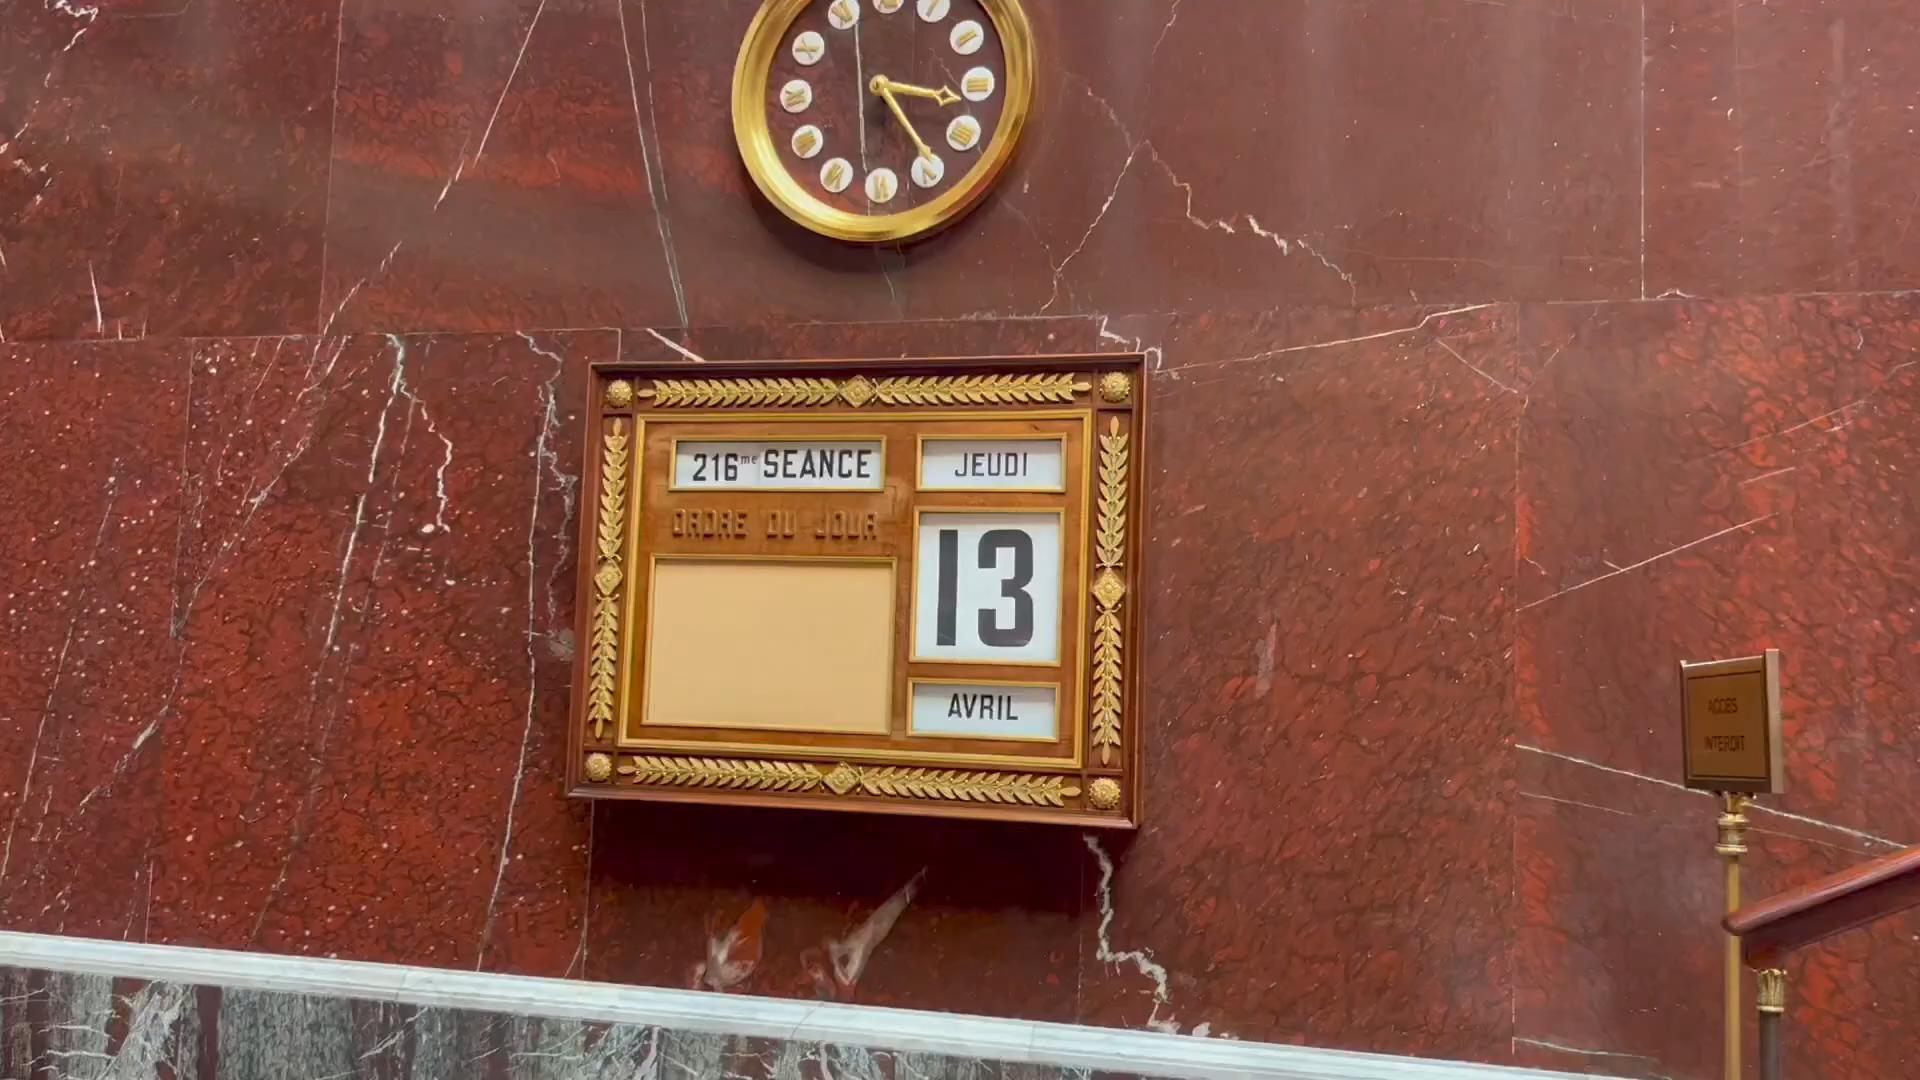 216me SEANCE
JEUDI
ORDRE DU JOUR
13
AVRIL
ACCES
INTERDIT